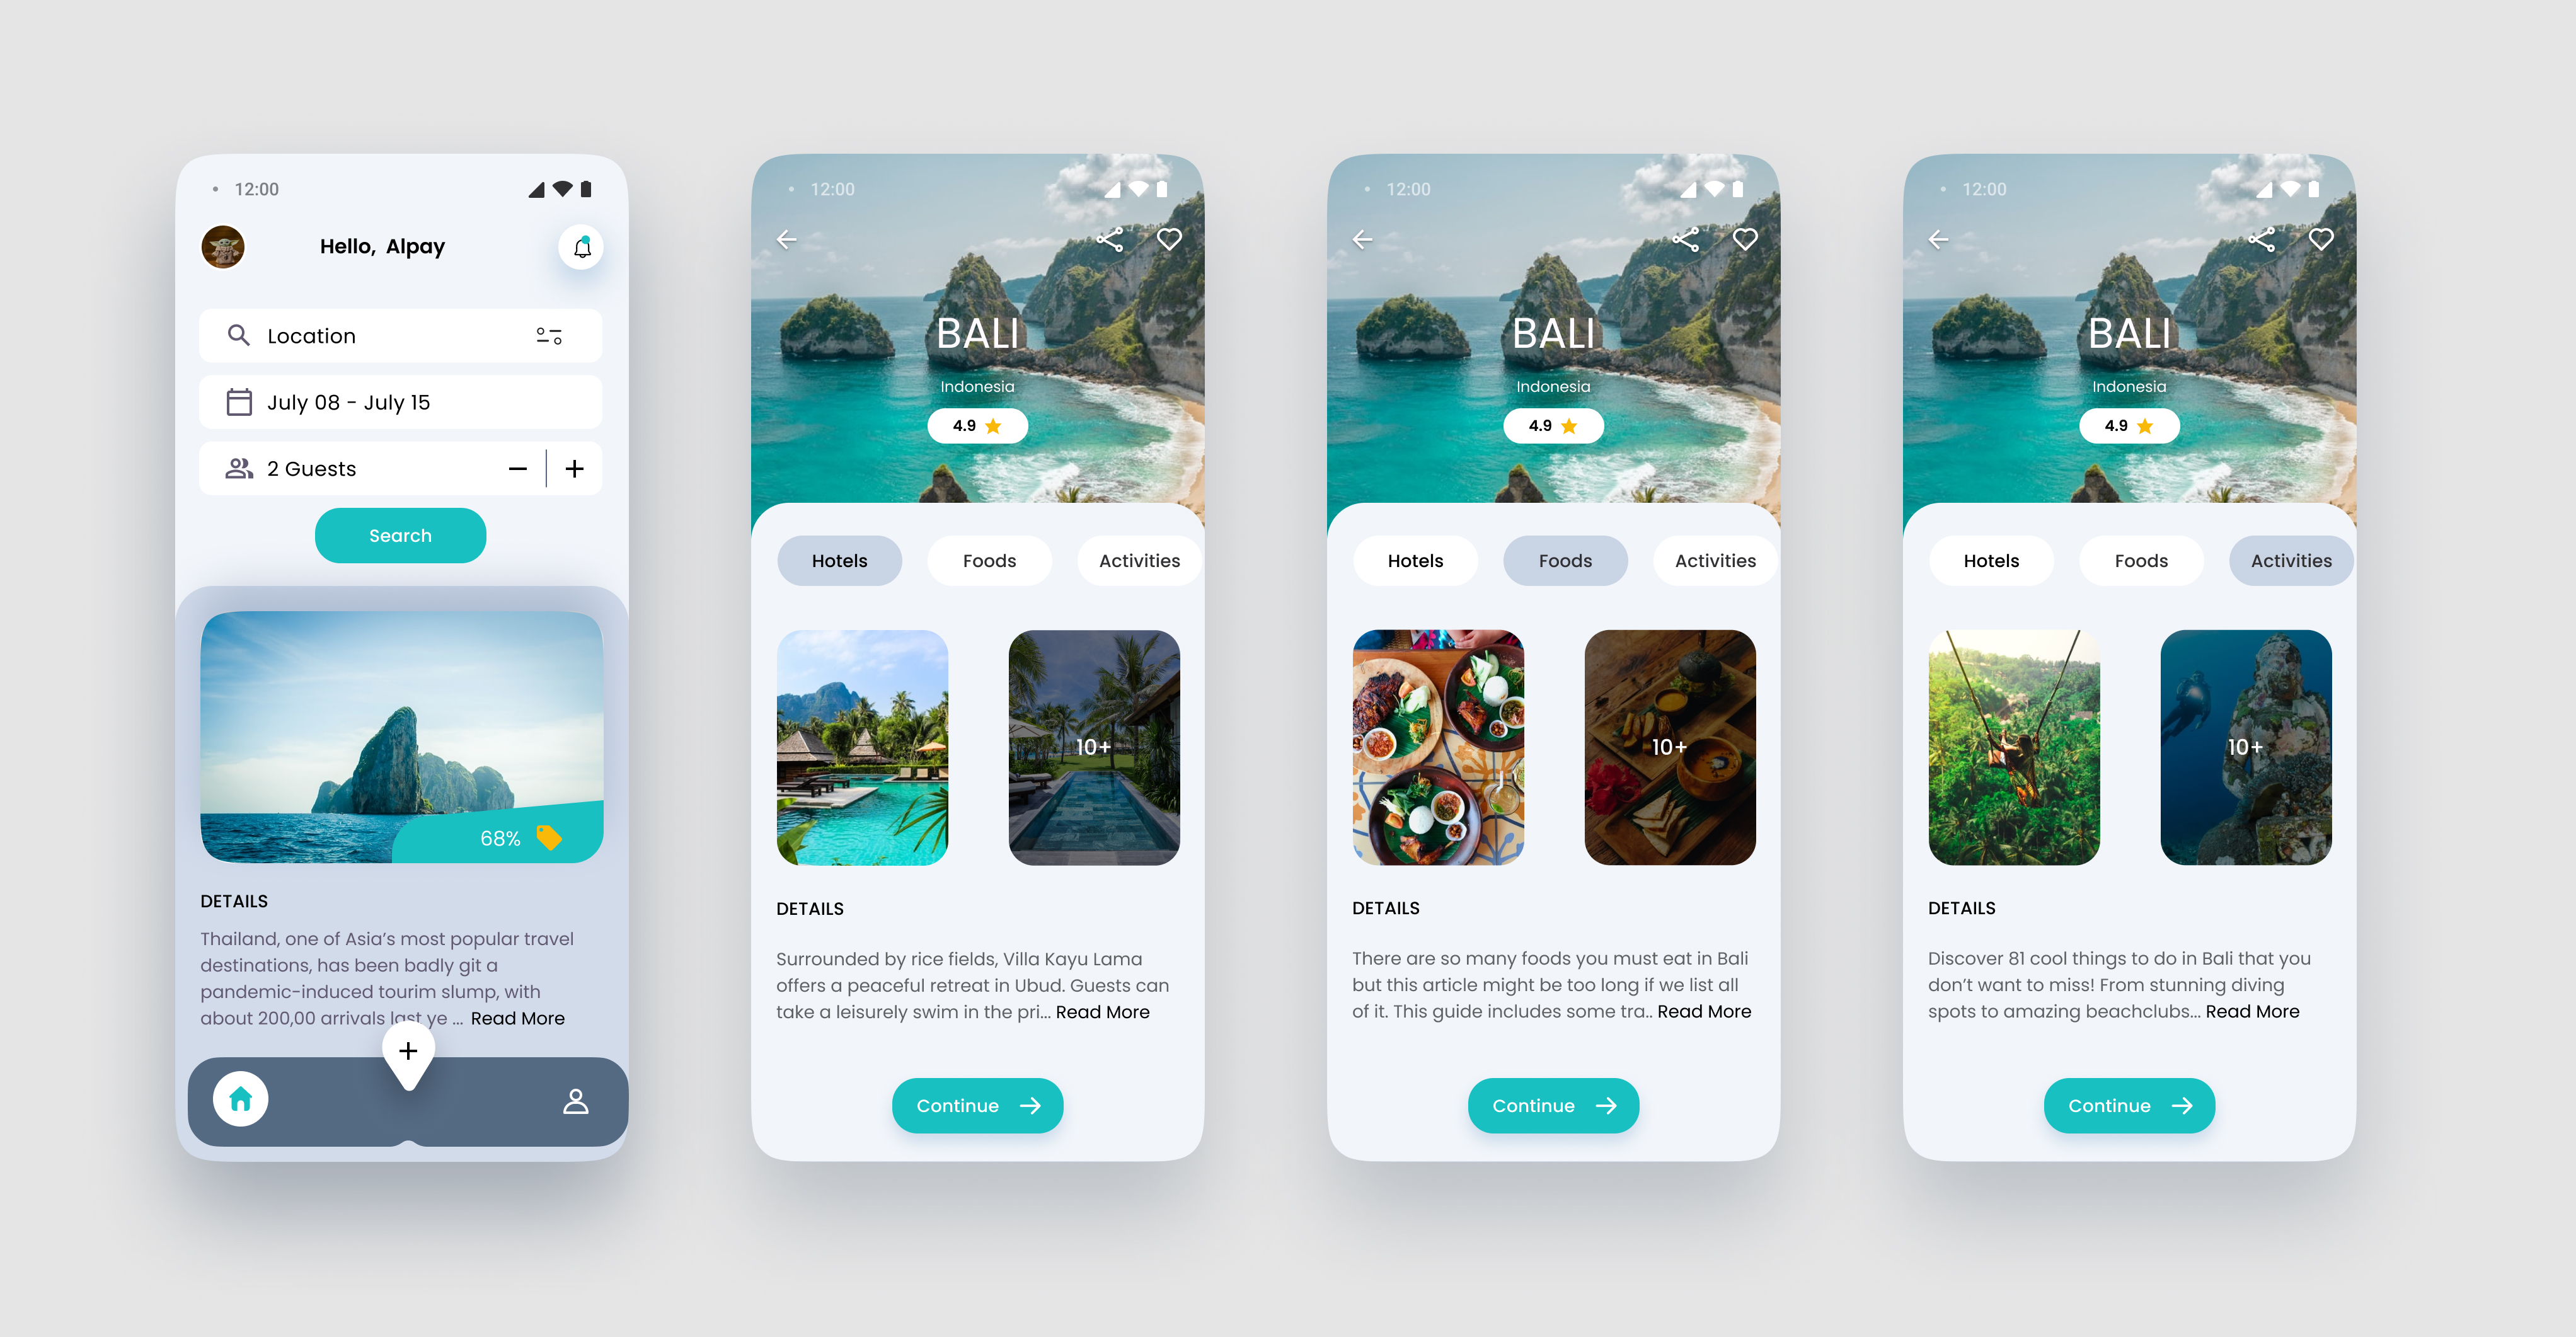 12:00
Hello, Alpay
Location
July 08 - July 15
2 Guests
Search
68%
DETAILS
Thailand, one of Asia’s most popular travel
destinations, has been badly git a
pandemic-induced tourim slump, with
about 200,00 arrivals last ye ... Read More
12:00
BALI
Indonesia
4.9
Hotels
Foods
Activities
10+
DETAILS
Surrounded by rice fields, Villa Kayu Lama
offers a peaceful retreat in Ubud. Guests can
take a leisurely swim in the pri... Read More
Continue
12:00
BALI
Indonesia
4.9
Hotels
Foods
Activities
10+
DETAILS
There are so many foods you must eat in Bali
but this article might be too long if we list all
of it. This guide includes some tra.. Read More
Continue
12:00
BALI
Indonesia
4.9
Hotels
Foods
Activities
10+
DETAILS
Discover 81 cool things to do in Bali that you
don’t want to miss! From stunning diving
spots to amazing beachclubs... Read More
Continue